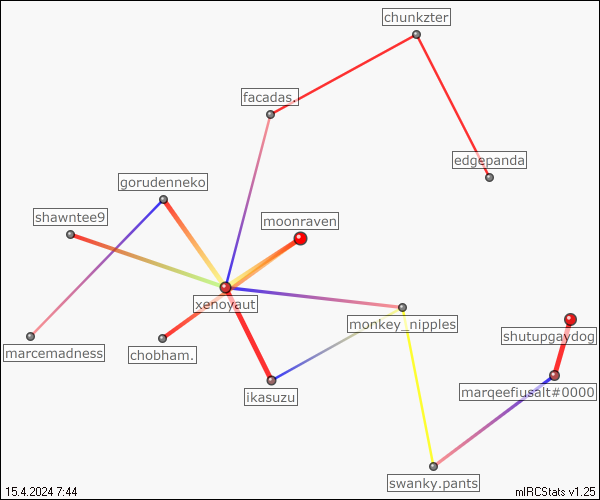 chunkzter
facadas.
edgepanda
gorudenneko
shawntee9
moonraven
xenoyaut
monkey_nipples
shutupgaydog
marcemadness
chobham.
ikasuzu
marqeefiusalt#0000
swanky.pants
15.4.2024 7:44
mIRCStats v1.25